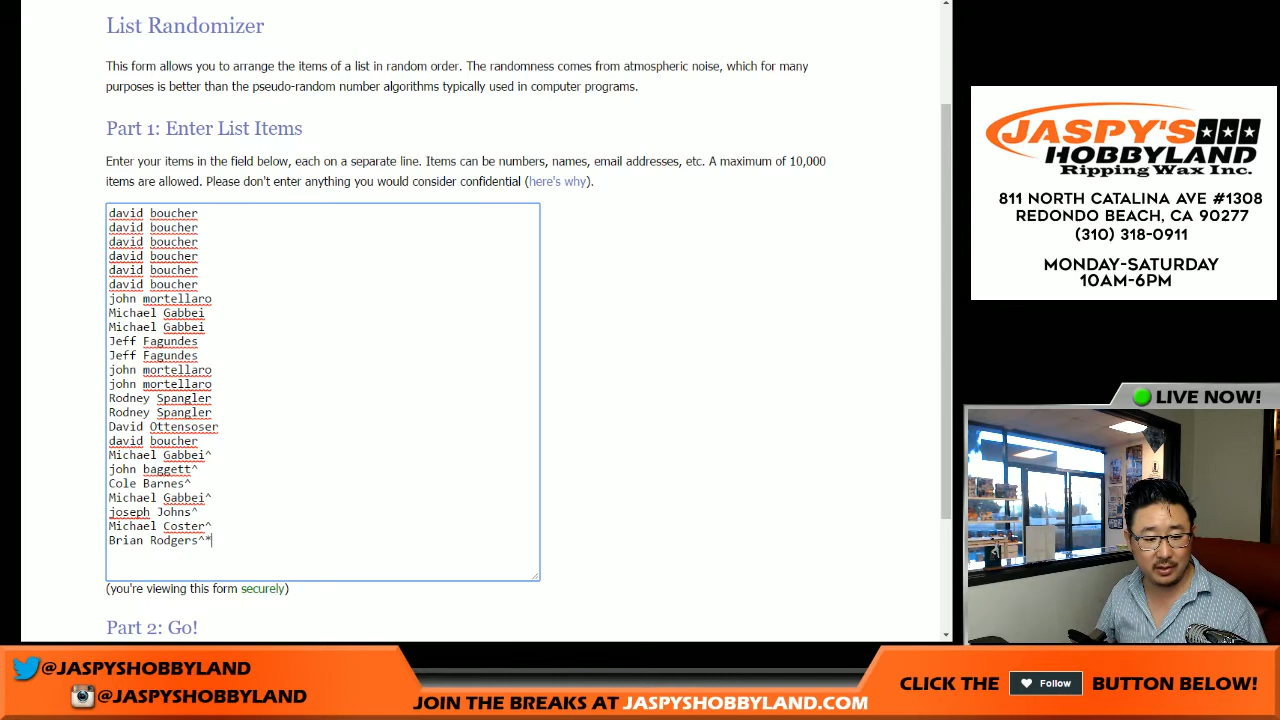 List Randomizer
This form allows you to arrange the items of a list in random order. The randomness comes from atmospheric noise, which for many
purposes is better than the pseudo-random number algorithms typically used in computer programs.
Part 1: Enter List Items
Enter your items in the field below, each on a separate line. Items can be numbers, names, email addresses, etc. A maximum of 10,000
items are allowed. Please don't enter anything you would consider confidential (here's why).
david boucher
david boucher
david boucher
david boucher
david boucher
david boucher
john mortellaro
Michael Gabbei
Michael Gabbei
Jeff Fagundes
Jeff Fagundes
john mortellaro
john mortellaro
Rodney Spangler
Rodney Spangler
David Ottensoser
david boucher
Michael Gabbei^
john baggett^
Cole Barnes^
Michael Gabbei^
joseph Johns^
Michael Coster^
Brian Rodgers^*
(you're viewing this form securely)
Part 2: Go!
JASPY'S
HOBBYLAND
Ripping Wax Inc.
811 NORTH CATALINA AVE #1308
REDONDO BEACH, CA 90277
(310) 318-0911
MONDAY-SATURDAY
10AM-6PM
LIVE NOW!
@JASPYSHOBBYLAND
@JASPYSHOBBYLAND
JOIN THE BREAKS AT JASPYSHOBBYLAND.COM
CLICK THE Follow BUTTON BELOW!